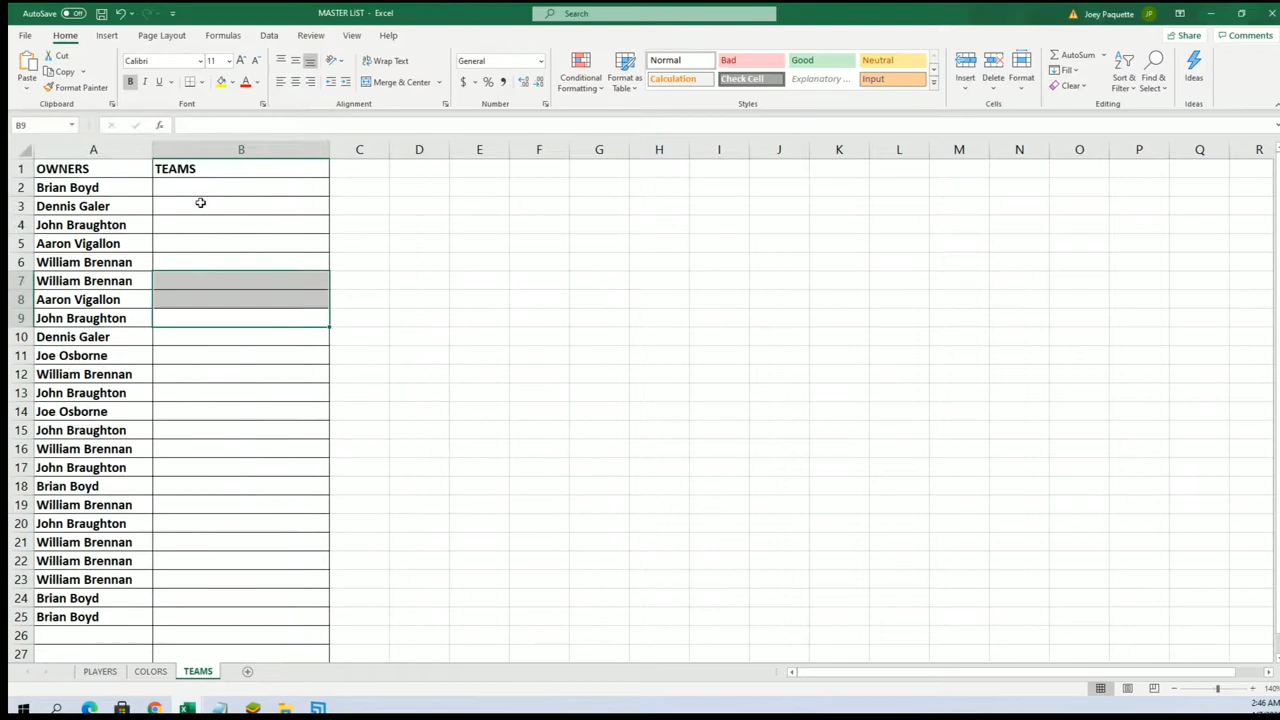 AutoSave Off MASTER LIST - Excel Search Joey Paquette JP
File Home Insert Page Layout Formulas Data Review View Help Share Comments
Cut Calibri 11 Wrap Text General Normal Bad Good Neutral AutoSum
Copy Fill
Format Painter Merge & Center Calculation Check Cell Explanatory ... Input Clear
Paste Conditional Formatting Format as Table Insert Delete Format Sort & Filter Find & Select Ideas
Clipboard Font Alignment Number Styles Cells Editing Ideas
B9 fx
A B C D E F G H I J K L M N O P Q R
1 OWNERS TEAMS
2 Brian Boyd
3 Dennis Galer
4 John Braughton
5 Aaron Vigallon
6 William Brennan
7 William Brennan
8 Aaron Vigallon
9 John Braughton
10 Dennis Galer
11 Joe Osborne
12 William Brennan
13 John Braughton
14 Joe Osborne
15 John Braughton
16 William Brennan
17 John Braughton
18 Brian Boyd
19 William Brennan
20 John Braughton
21 William Brennan
22 William Brennan
23 William Brennan
24 Brian Boyd
25 Brian Boyd
26
27
PLAYERS COLORS TEAMS
140%
2:46 AM